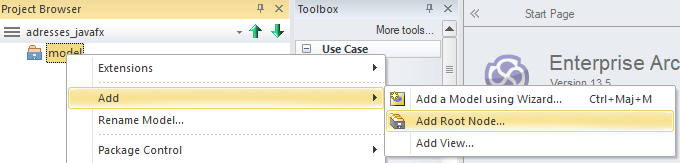 Project Browser
Toolbox
adresses_javafx
More tools...
Start Page
model
Use Case
Extensions
Enterprise Arc
Version 13.5
Add
Add a Model using Wizard... Ctrl+Maj+M
Rename Model...
Add Root Node...
Package Control
Add View...